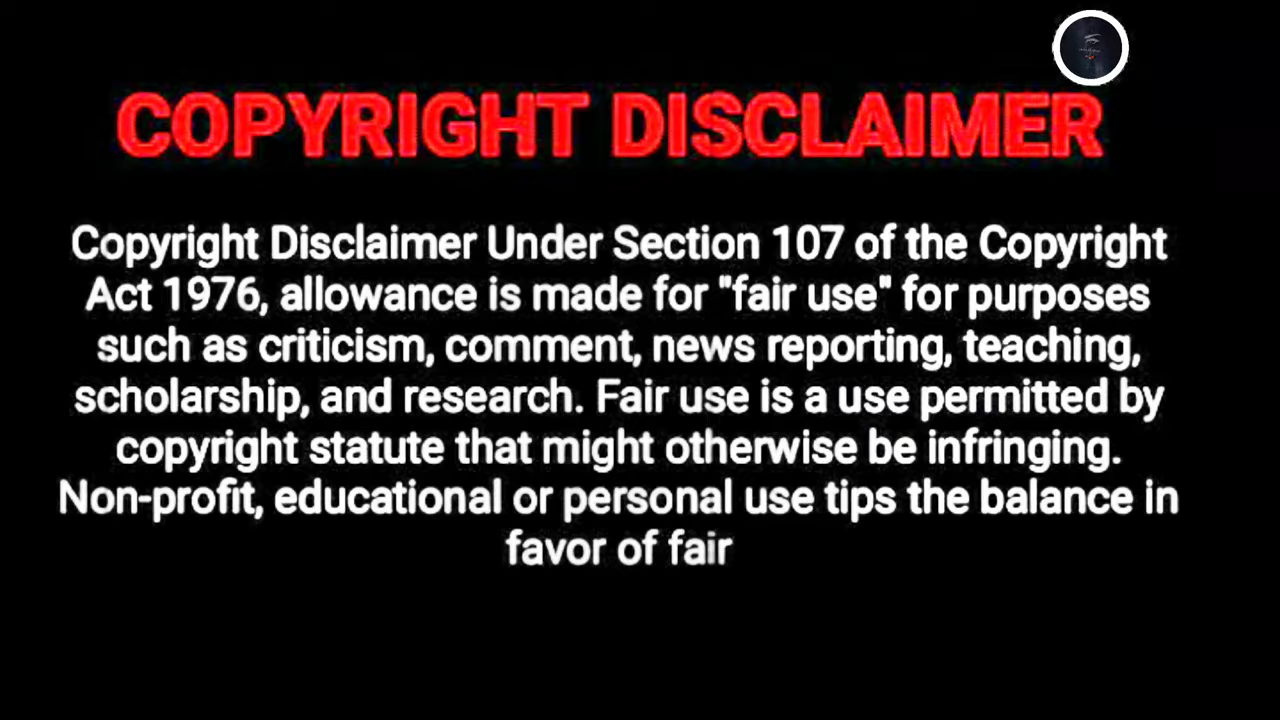 COPYRIGHT DISCLAIMER
Copyright Disclaimer Under Section 107 of the Copyright
Act 1976, allowance is made for "fair use" for purposes
such as criticism, comment, news reporting, teaching,
scholarship, and research. Fair use is a use permitted by
copyright statute that might otherwise be infringing.
Non-profit, educational or personal use tips the balance in
favor of fair